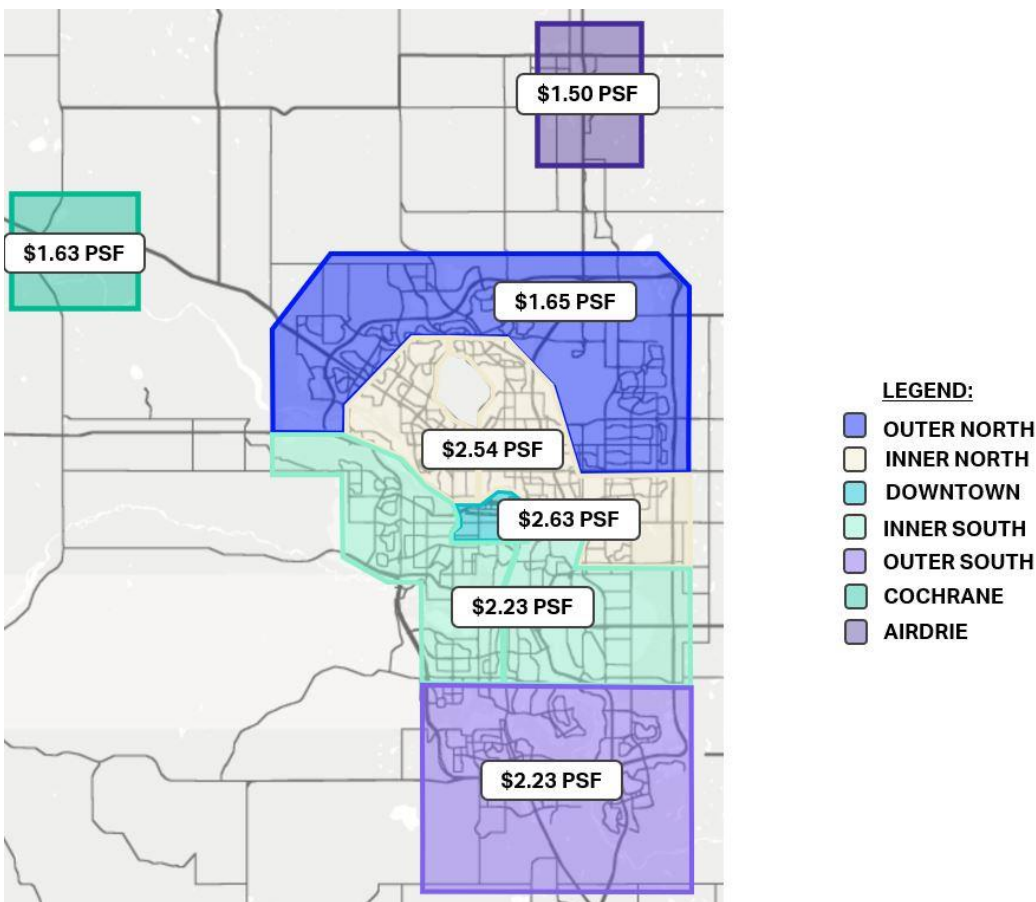 $1.50 PSF
$1.63 PSF
$1.65 PSF
$2.54 PSF
$2.63 PSF
$2.23 PSF
$2.23 PSF
LEGEND:
OUTER NORTH
INNER NORTH
DOWNTOWN
INNER SOUTH
OUTER SOUTH
COCHRANE
AIRDRIE